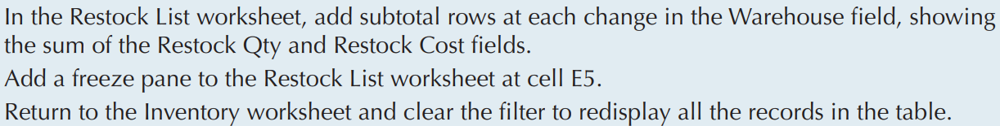 In the Restock List worksheet, add subtotal rows at each change in the Warehouse field, showing
the sum of the Restock Qty and Restock Cost fields.
Add a freeze pane to the Restock List worksheet at cell E5.
Return to the Inventory worksheet and clear the filter to redisplay all the records in the table.